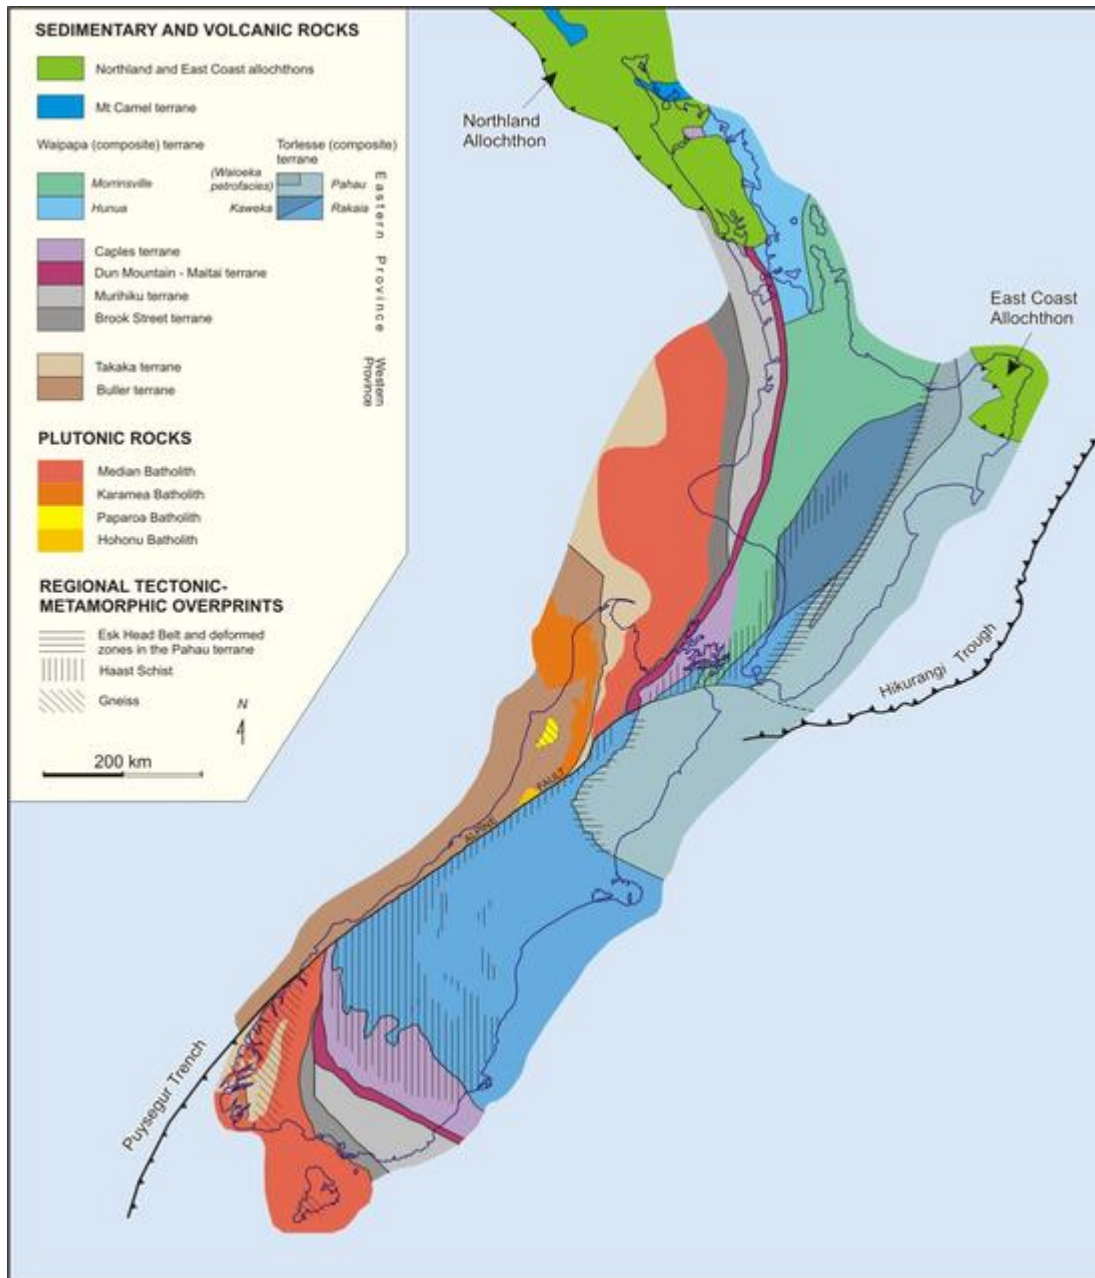 SEDIMENTARY AND VOLCANIC ROCKS
Northland and East Coast allochthons
Mt Camel terrane
Waipapa (composite) terrane
Torlesse (composite)
terrane
Morrinsville
Hunua
(Waioeka
petrofacies)
Pahau
Kaweka
Rakaia
Eastern Province
Caples terrane
Dun Mountain - Maitai terrane
Murihiku terrane
Brook Street terrane
Western
Province
Takaka terrane
Buller terrane
PLUTONIC ROCKS
Median Batholith
Karamea Batholith
Paparoa Batholith
Hohonu Batholith
REGIONAL TECTONIC-
METAMORPHIC OVERPRINTS
Esk Head Belt and deformed
zones in the Pahau terrane
Haast Schist
Gneiss
N
200 km
Northland
Allochthon
East Coast
Allochthon
Hikurangi Trough
ALPINE FAULT
Puysegur Trench